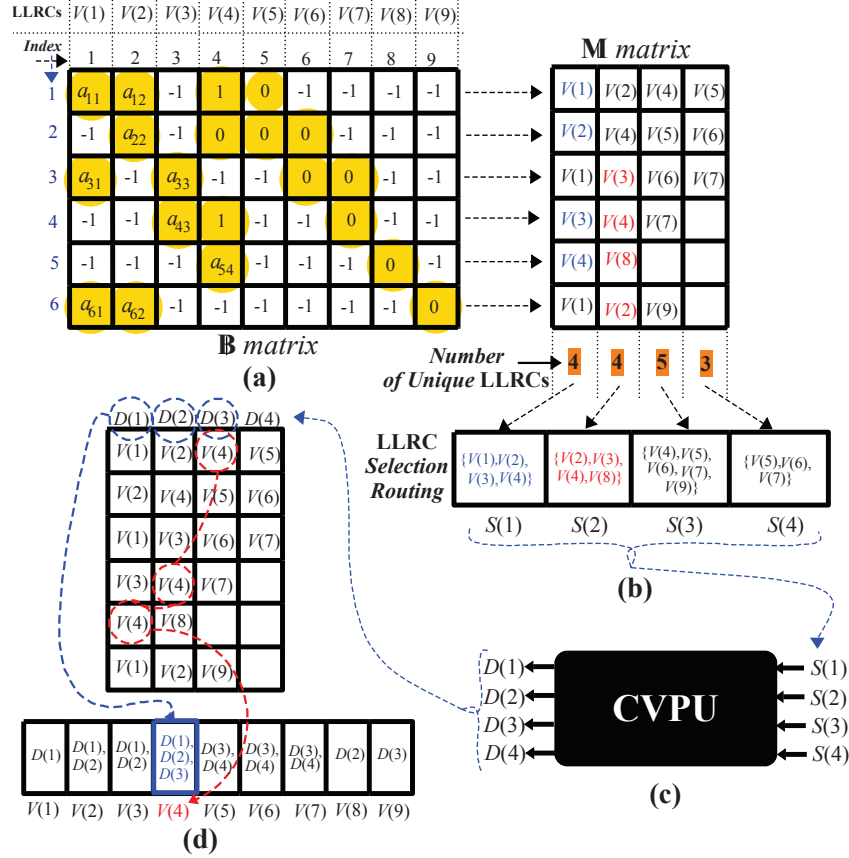 LLRCs V(1) V(2) V(3) V(4) V(5) V(6) V(7) V(8) V(9)
Index 1 2 3 4 5 6 7 8 9
1 a11 a12 -1 1 0 -1 -1 -1 -1
2 -1 a22 -1 0 0 0 -1 -1 -1
3 a31 -1 a33 -1 -1 0 0 -1 -1
4 -1 -1 a43 1 -1 -1 0 -1 -1
5 -1 -1 -1 a54 -1 -1 -1 0 -1
6 a61 a62 -1 -1 -1 -1 -1 -1 0
B matrix
(a)
M matrix
V(1) V(2) V(4) V(5)
V(2) V(4) V(5) V(6)
V(1) V(3) V(6) V(7)
V(3) V(4) V(7)
V(4) V(8)
V(1) V(2) V(9)
Number
of Unique LLRCs
4 4 5 3
LLRC
Selection
Routing
{V(1),V(2),
V(3),V(4)}
{V(2),V(3),
V(4),V(8)}
{V(4),V(5),
V(6),V(7),
V(9)}
{V(5),V(6),
V(7)}
S(1) S(2) S(3) S(4)
(b)
D(1) D(2) D(3) D(4)
V(1) V(2) V(4) V(5)
V(2) V(4) V(5) V(6)
V(1) V(3) V(6) V(7)
V(3) V(4) V(7)
V(4) V(8)
V(1) V(2) V(9)
D(1)
D(2)
D(3)
D(4)
CVPU
S(1)
S(2)
S(3)
S(4)
(c)
D(1)
D(1),
D(2)
D(1),
D(2)
D(1),
D(2),
D(3)
D(3),
D(4)
D(3),
D(4)
D(3),
D(4)
D(2)
D(3)
V(1) V(2) V(3) V(4) V(5) V(6) V(7) V(8) V(9)
(d)